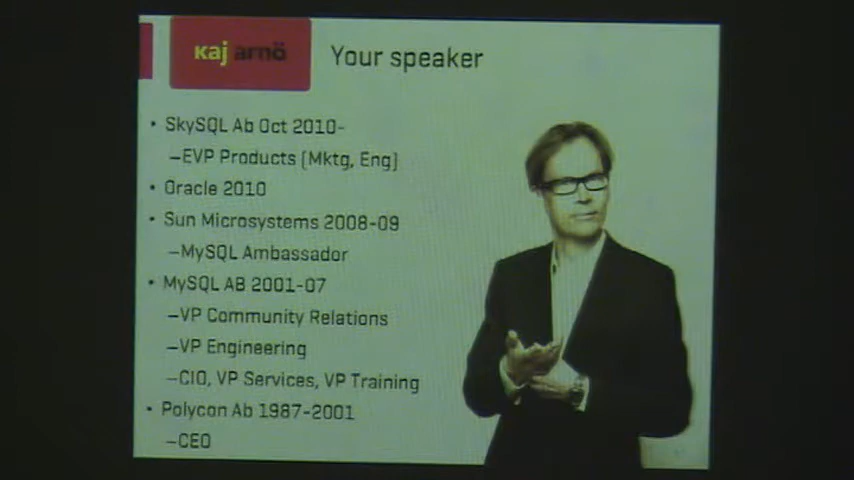 Kaj arnö
Your speaker
• SkySQL Ab Oct 2010-
–EVP Products (Mktg, Eng)
• Oracle 2010
• Sun Microsystems 2008-09
–MySQL Ambassador
• MySQL AB 2001-07
–VP Community Relations
–VP Engineering
–CIO, VP Services, VP Training
• Polycon Ab 1987-2001
–CEO